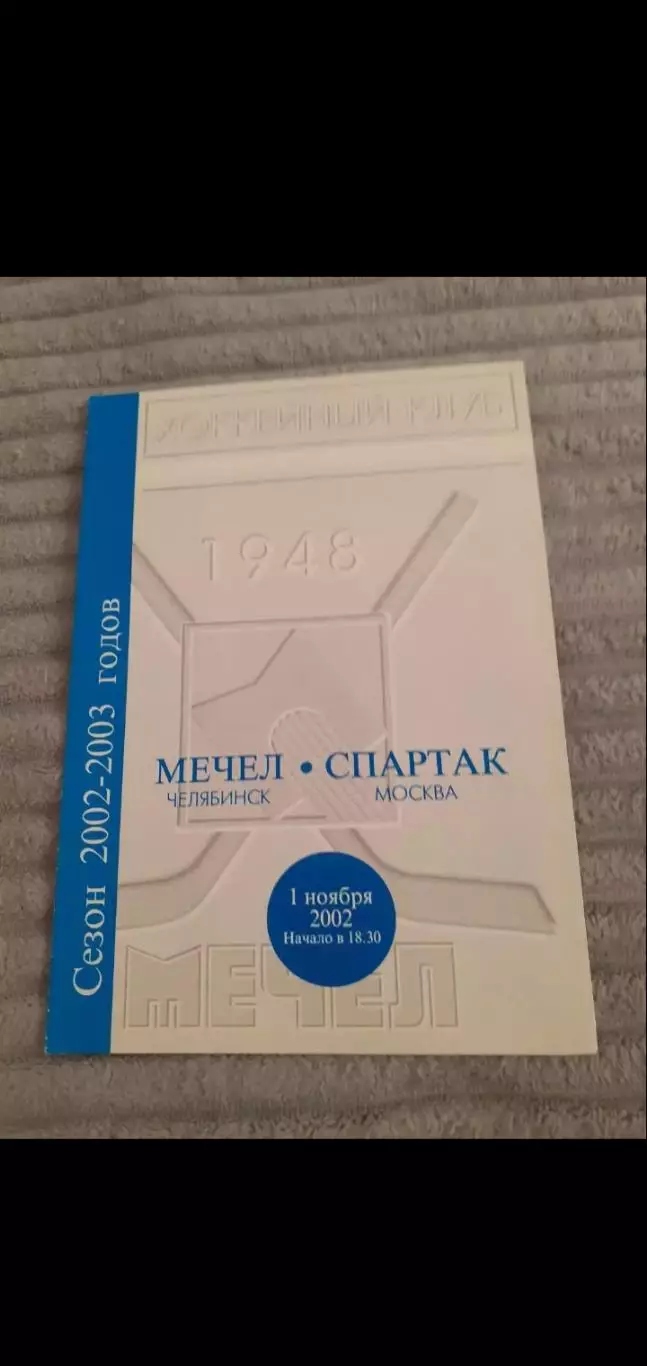 ХОККЕЙНЫЙ КЛУБ
1948
Сезон 2002-2003 годов
МЕЧЕЛ • СПАРТАК
ЧЕЛЯБИНСК МОСКВА
1 ноября
2002
Начало в 18.30
МЕЧЕЛ